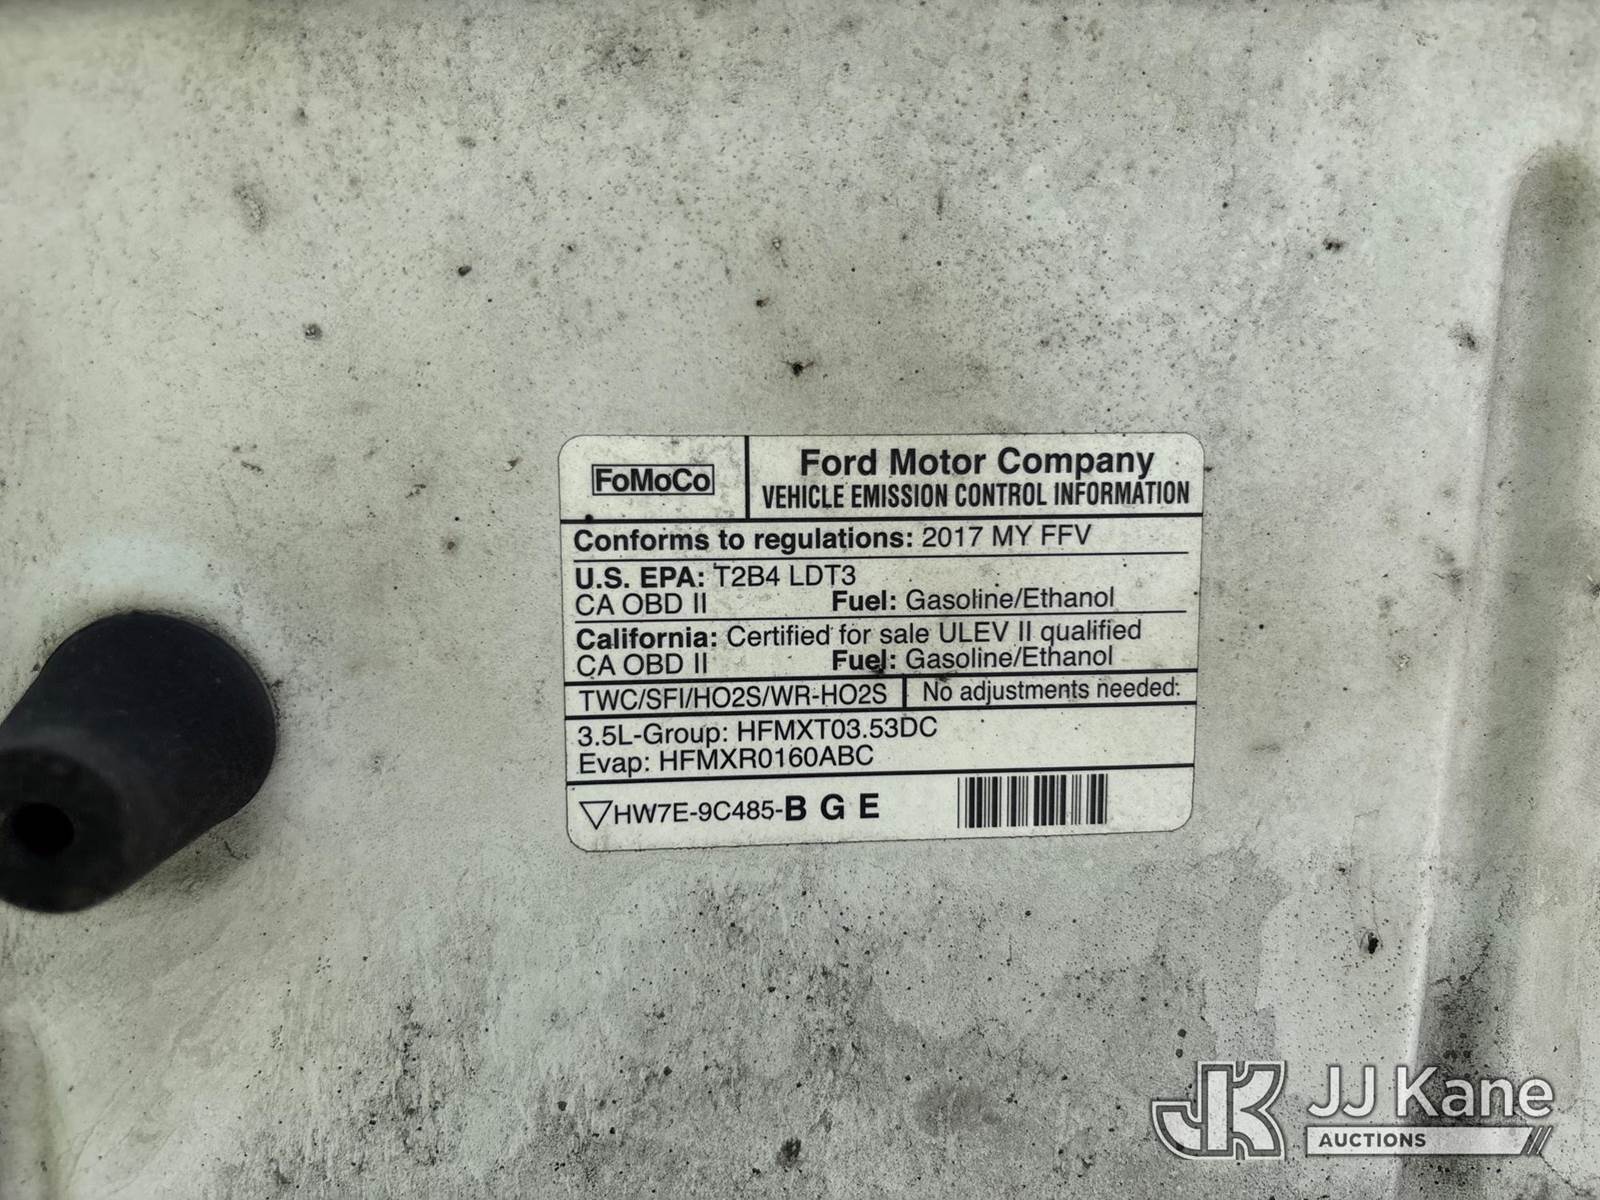 FoMoCo
Ford Motor Company
VEHICLE EMISSION CONTROL INFORMATION
Conforms to regulations: 2017 MY FFV
U.S. EPA: T2B4 LDT3
CA OBD II Fuel: Gasoline/Ethanol
California: Certified for sale ULEV II qualified
CA OBD II Fuel: Gasoline/Ethanol
TWC/SFI/HO2S/WR-HO2S No adjustments needed.
3.5L-Group: HFMXT03.53DC
Evap: HFMXR0160ABC
▽HW7E-9C485-B G E
JK JJ Kane
AUCTIONS